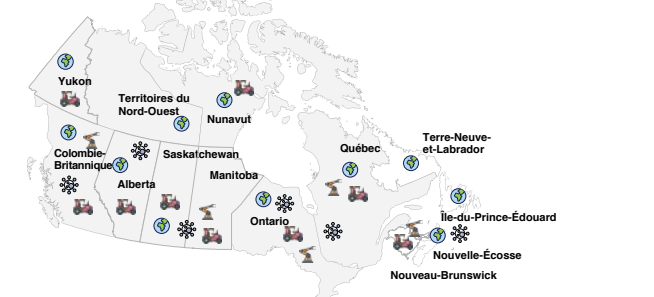 Yukon
Territoires du
Nord-Ouest
Nunavut
Colombie-
Britannique
Saskatchewan
Alberta
Manitoba
Ontario
Québec
Terre-Neuve-
et-Labrador
Île-du-Prince-Édouard
Nouvelle-Écosse
Nouveau-Brunswick